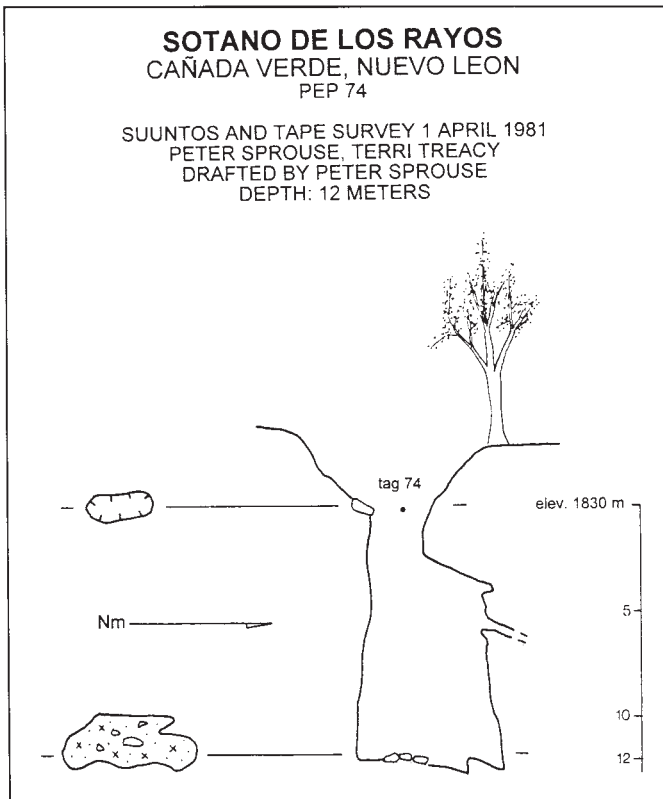 SOTANO DE LOS RAYOS
CAÑADA VERDE, NUEVO LEON
PEP 74
SUUNTOS AND TAPE SURVEY 1 APRIL 1981
PETER SPROUSE, TERRI TREACY
DRAFTED BY PETER SPROUSE
DEPTH: 12 METERS
tag 74
elev. 1830 m
5
Nm
10
12